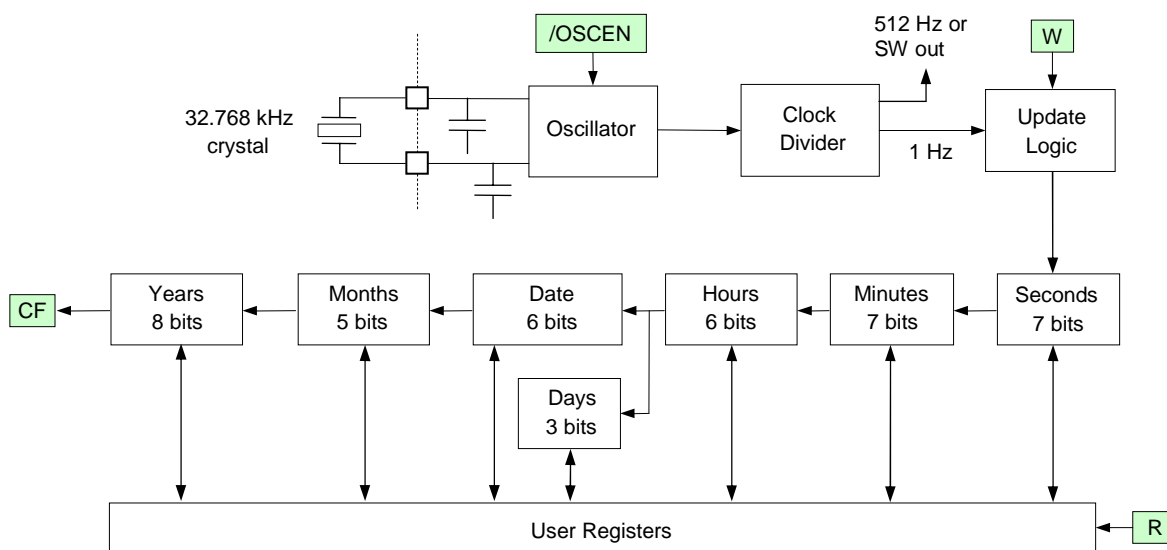 /OSCEN
512 Hz or
SW out
W
32.768 kHz
crystal
Oscillator
Clock
Divider
1 Hz
Update
Logic
CF
Years
8 bits
Months
5 bits
Date
6 bits
Hours
6 bits
Minutes
7 bits
Seconds
7 bits
Days
3 bits
User Registers
R